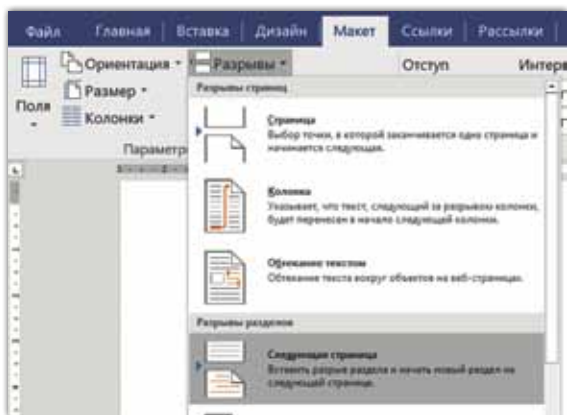 Файл Главная Вставка Дизайн Макет Ссылки Рассылки
Ориентация Разрывы Отступ
Поля Размер
Колонки
Разрывы страниц
Страница
Выбор точки, в которой заканчивается одна страница и
начинается следующая.
Колонка
Указывает, что текст, следующий за разрывом колонки,
будет перенесен в начало следующей колонки.
Обтекание текстом
Обтекание текста вокруг объектов на веб-страницах.
Разрывы разделов
Следующая страница
Вставить разрыв раздела и начать новый раздел на
следующей странице.